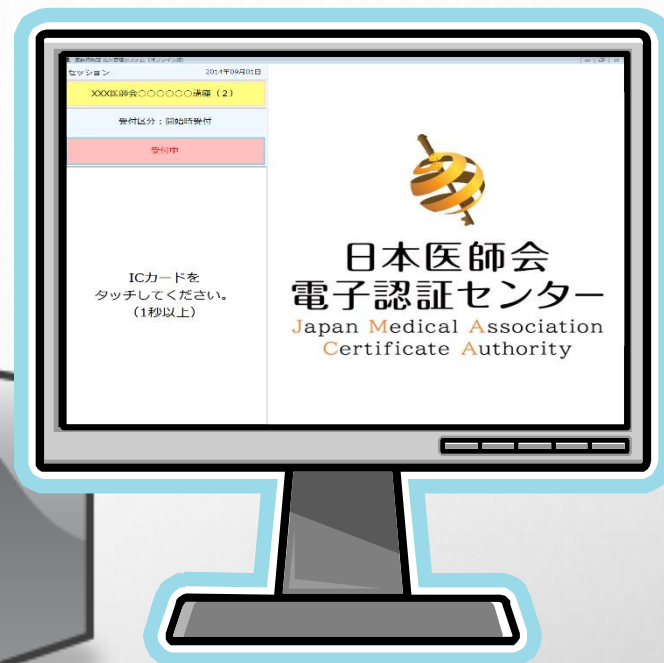 セッション 2014年09月01日
XXX医師会○○○○○○講座（2）
受付区分：開始時受付
受付中
ICカードを
タッチしてください。
（1秒以上）
日本医師会
電子認証センター
Japan Medical Association
Certificate Authority